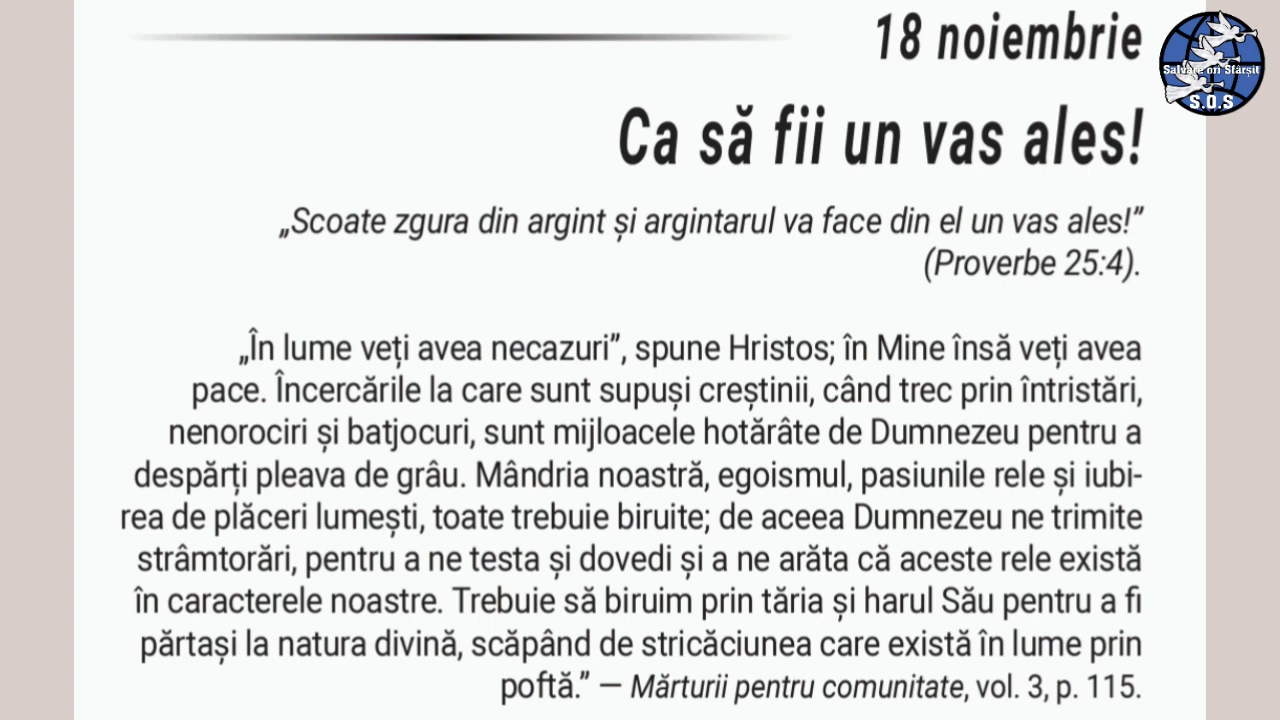 18 noiembrie
Salvare ori Sfârșit
S.O.S
Ca să fii un vas ales!
„Scoate zgura din argint și argintarul va face din el un vas ales!”
(Proverbe 25:4).
„În lume veți avea necazuri”, spune Hristos; în Mine însă veți avea
pace. Încercările la care sunt supuși creștinii, când trec prin întristări,
nenorociri și batjocuri, sunt mijloacele hotărâte de Dumnezeu pentru a
despărți pleava de grâu. Mândria noastră, egoismul, pasiunile rele și iubi-
rea de plăceri lumești, toate trebuie biruite; de aceea Dumnezeu ne trimite
strâmtorări, pentru a ne testa și dovedi și a ne arăta că aceste rele există
în caracterele noastre. Trebuie să biruim prin tăria și harul Său pentru a fi
părtași la natura divină, scăpând de stricăciunea care există în lume prin
poftă.” — Mărturii pentru comunitate, vol. 3, p. 115.